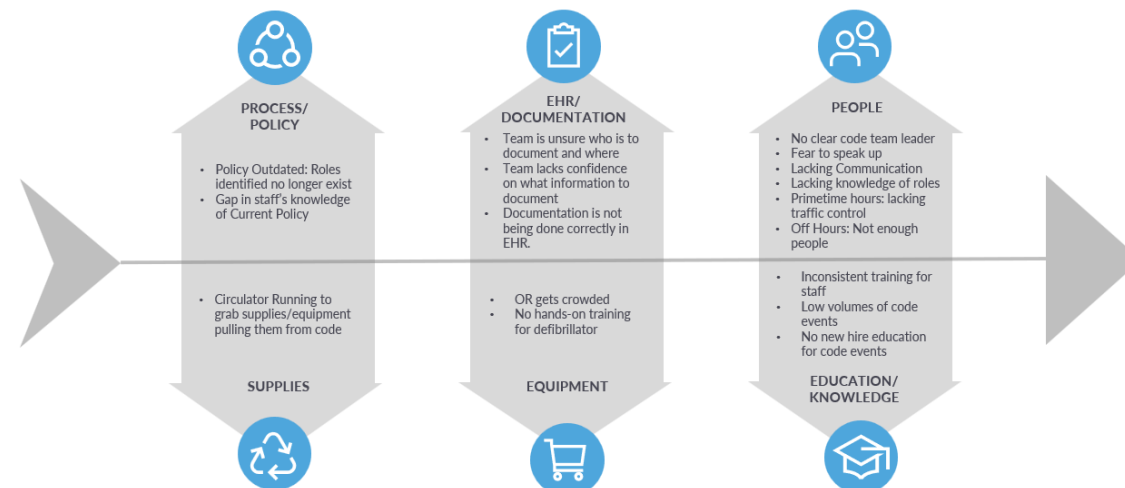 PROCESS/
POLICY
• Policy Outdated: Roles
identified no longer exist
• Gap in staff's knowledge
of Current Policy
EHR/
DOCUMENTATION
• Team is unsure who is to
document and where
• Team lacks confidence
on what information to
document
• Documentation is not
being done correctly in
EHR.
PEOPLE
• No clear code team leader
• Fear to speak up
• Lacking Communication
• Lacking knowledge of roles
• Primetime hours: lacking
traffic control
• Off Hours: Not enough
people
• Circulator Running to
grab supplies/equipment
pulling them from code
SUPPLIES
• OR gets crowded
• No hands-on training
for defibrillator
EQUIPMENT
• Inconsistent training for
staff
• Low volumes of code
events
• No new hire education
for code events
EDUCATION/
KNOWLEDGE